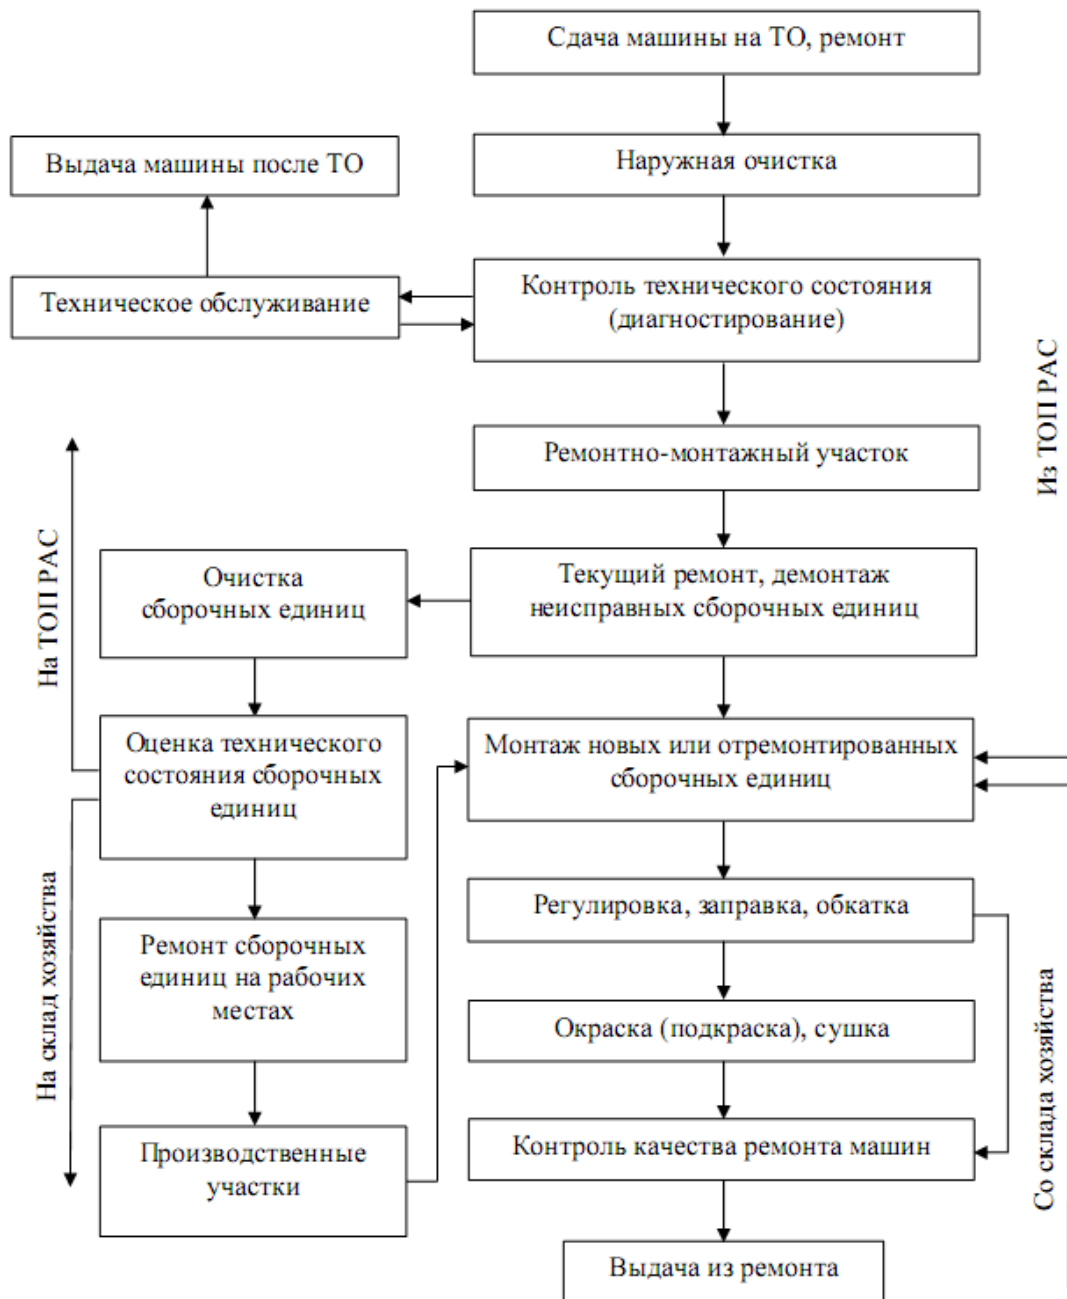 Сдача машины на ТО, ремонт
Выдача машины после ТО
Наружная очистка
Техническое обслуживание
Контроль технического состояния
(диагностирование)
Из ТОП РАС
Ремонтно-монтажный участок
На ТОП РАС
Очистка
сборочных единиц
Текущий ремонт, демонтаж
неисправных сборочных единиц
Оценка технического
состояния сборочных
единиц
Монтаж новых или отремонтированных
сборочных единиц
На склад хозяйства
Ремонт сборочных
единиц на рабочих
местах
Регулировка, заправка, обкатка
Окраска (подкраска), сушка
Со склада хозяйства
Производственные
участки
Контроль качества ремонта машин
Выдача из ремонта